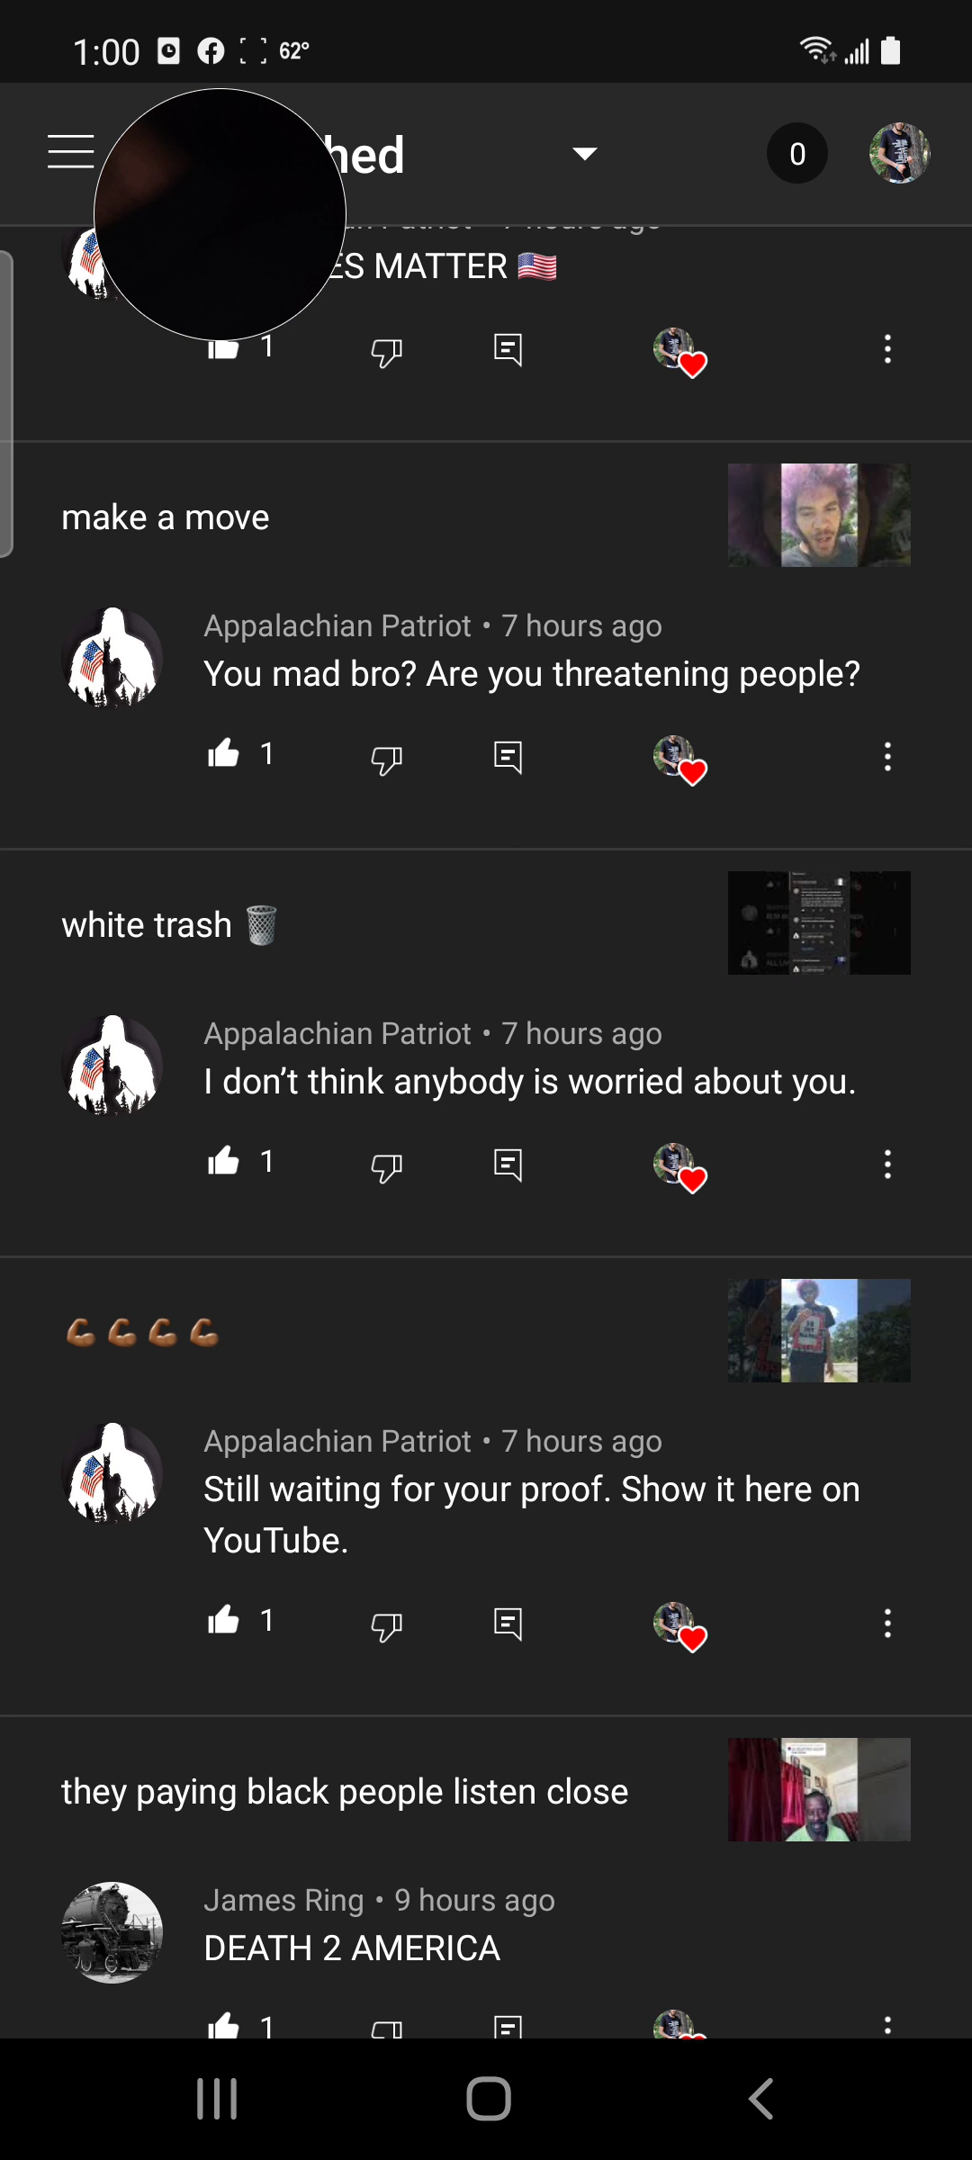 1:00 62°
hed 0
ES MATTER 🇺🇸
1
make a move
Appalachian Patriot • 7 hours ago
You mad bro? Are you threatening people?
1
white trash 🗑️
Appalachian Patriot • 7 hours ago
I don’t think anybody is worried about you.
1
💪🏾💪🏾💪🏾💪🏾
Appalachian Patriot • 7 hours ago
Still waiting for your proof. Show it here on
YouTube.
1
they paying black people listen close
James Ring • 9 hours ago
DEATH 2 AMERICA
1